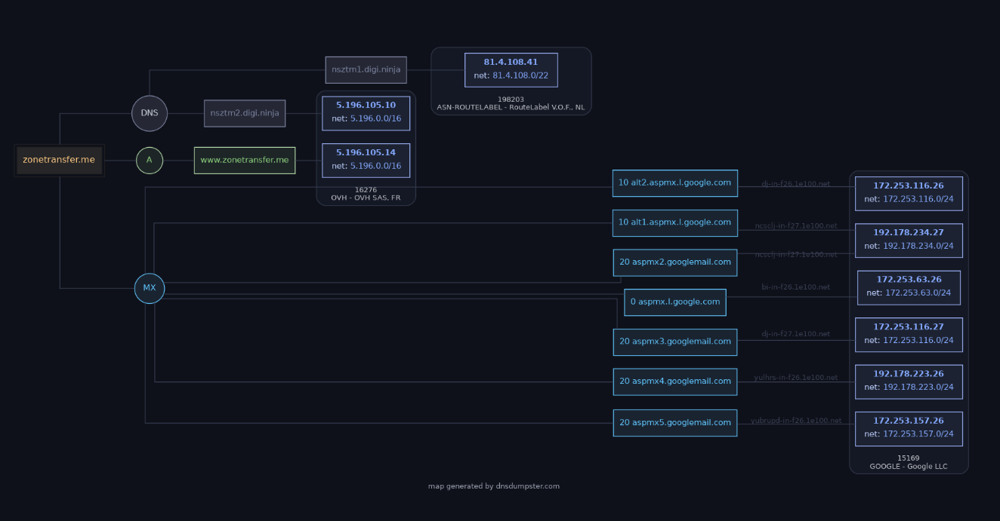 nsztm1.digi.ninja
81.4.108.41
net: 81.4.108.0/22
198203
ASN-ROUTELABEL - RouteLabel V.O.F., NL
DNS
nsztm2.digi.ninja
5.196.105.10
net: 5.196.0.0/16
zonetransfer.me
A
www.zonetransfer.me
5.196.105.14
net: 5.196.0.0/16
16276
OVH - OVH SAS, FR
10 alt2.aspmx.l.google.com
dj-in-f26.1e100.net
172.253.116.26
net: 172.253.116.0/24
10 alt1.aspmx.l.google.com
ncsclj-in-f27.1e100.net
192.178.234.27
net: 192.178.234.0/24
20 aspmx2.googlemail.com
ncsclj-in-f27.1e100.net
MX
0 aspmx.l.google.com
bi-in-f26.1e100.net
172.253.63.26
net: 172.253.63.0/24
20 aspmx3.googlemail.com
dj-in-f27.1e100.net
172.253.116.27
net: 172.253.116.0/24
20 aspmx4.googlemail.com
yulhrs-in-f26.1e100.net
192.178.223.26
net: 192.178.223.0/24
20 aspmx5.googlemail.com
yubrupd-in-f26.1e100.net
172.253.157.26
net: 172.253.157.0/24
15169
GOOGLE - Google LLC
map generated by dnsdumpster.com